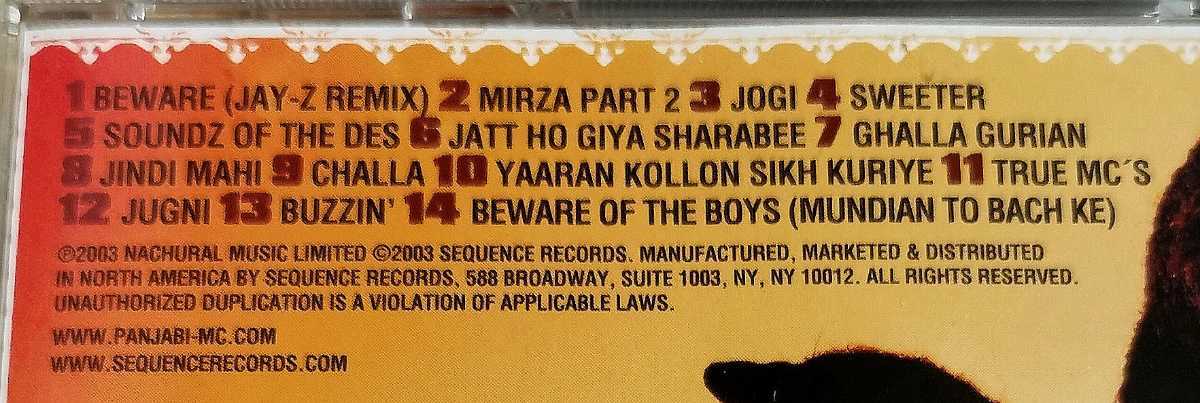 1 BEWARE (JAY-Z REMIX) 2 MIRZA PART 2 3 JOGI 4 SWEETER
5 SOUNDZ OF THE DES 6 JATT HO GIYA SHARABEE 7 GHALLA GURIAN
8 JINDI MAHI 9 CHALLA 10 YAARAN KOLLON SIKH KURIYE 11 TRUE MC´S
12 JUGNI 13 BUZZIN' 14 BEWARE OF THE BOYS (MUNDIAN TO BACH KE)
℗2003 NACHURAL MUSIC LIMITED ©2003 SEQUENCE RECORDS. MANUFACTURED, MARKETED & DISTRIBUTED
IN NORTH AMERICA BY SEQUENCE RECORDS, 588 BROADWAY, SUITE 1003, NY, NY 10012. ALL RIGHTS RESERVED.
UNAUTHORIZED DUPLICATION IS A VIOLATION OF APPLICABLE LAWS.
WWW.PANJABI-MC.COM
WWW.SEQUENCERECORDS.COM